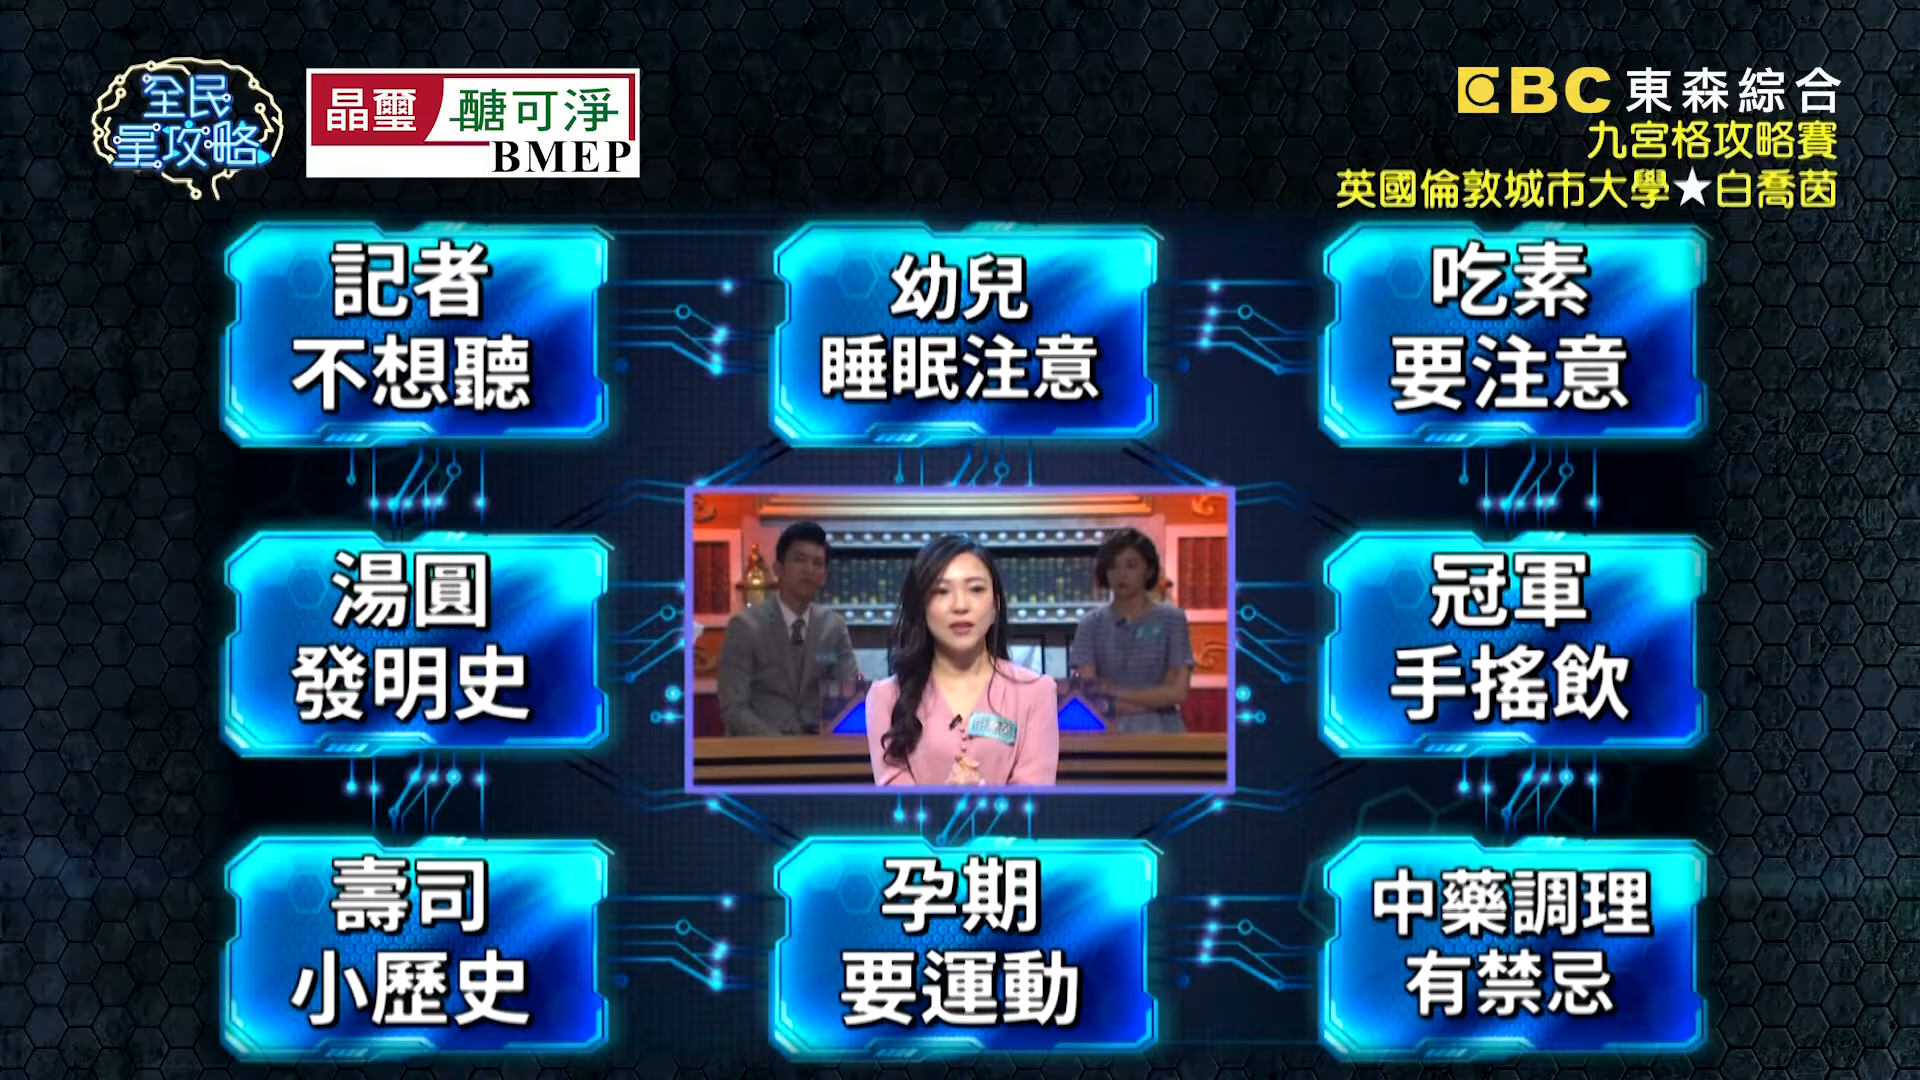 全民
星攻略
晶璽 醣可淨
BMEP
EBC 東森綜合
九宮格攻略賽
英國倫敦城市大學★白喬茵
記者
不想聽
幼兒
睡眠注意
吃素
要注意
湯圓
發明史
冠軍
手搖飲
壽司
小歷史
孕期
要運動
中藥調理
有禁忌